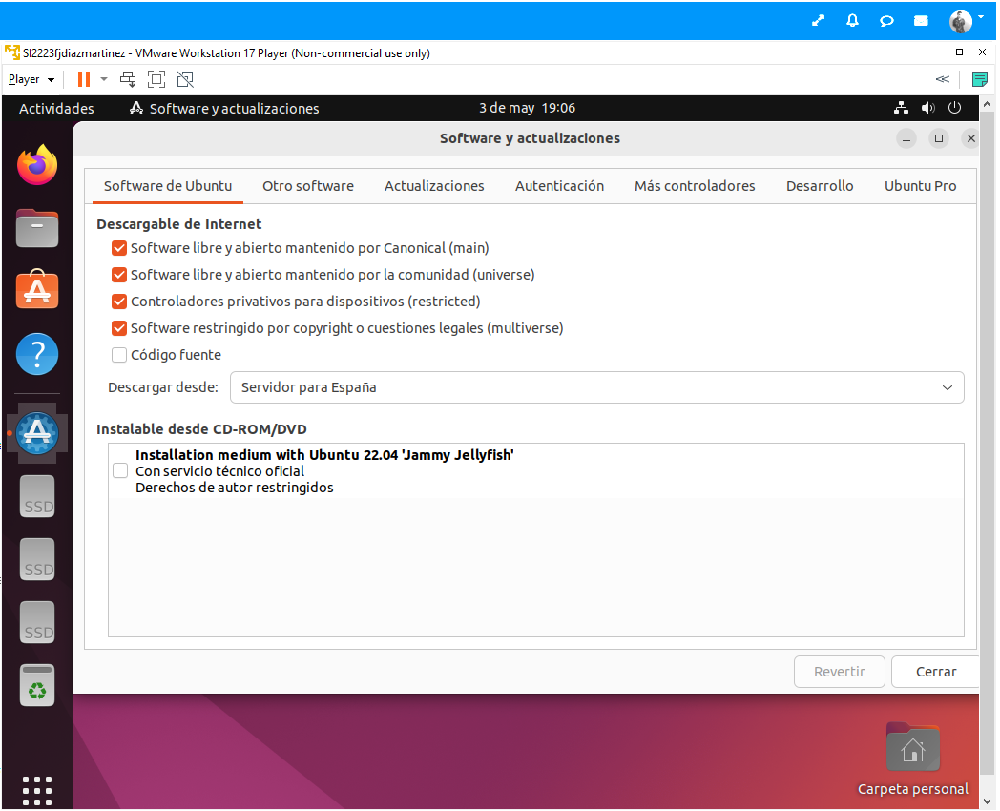 SI2223fjdiazmartinez - VMware Workstation 17 Player (Non-commercial use only)
Player
Actividades
Software y actualizaciones
3 de may 19:06
Software y actualizaciones
Software de Ubuntu
Otro software
Actualizaciones
Autenticación
Más controladores
Desarrollo
Ubuntu Pro
Descargable de Internet
Software libre y abierto mantenido por Canonical (main)
Software libre y abierto mantenido por la comunidad (universe)
Controladores privativos para dispositivos (restricted)
Software restringido por copyright o cuestiones legales (multiverse)
Código fuente
Descargar desde: Servidor para España
Instalable desde CD-ROM/DVD
Installation medium with Ubuntu 22.04 'Jammy Jellyfish'
Con servicio técnico oficial
Derechos de autor restringidos
SSD
SSD
SSD
Revertir
Cerrar
Carpeta personal